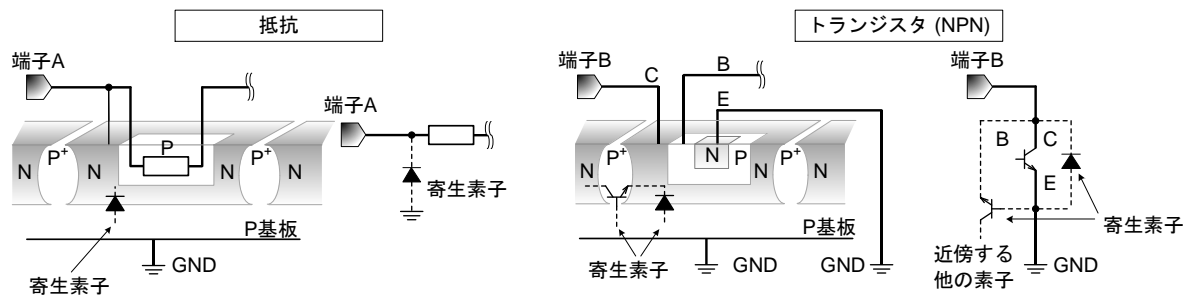 抵抗
トランジスタ (NPN)
端子A
N
P+
N
P
N
P+
N
P基板
GND
寄生素子
端子A
寄生素子
端子B
C
B
E
N
P+
N
P
N
P+
N
P基板
寄生素子
GND
GND
端子B
B
C
E
寄生素子
近傍する
他の素子
GND